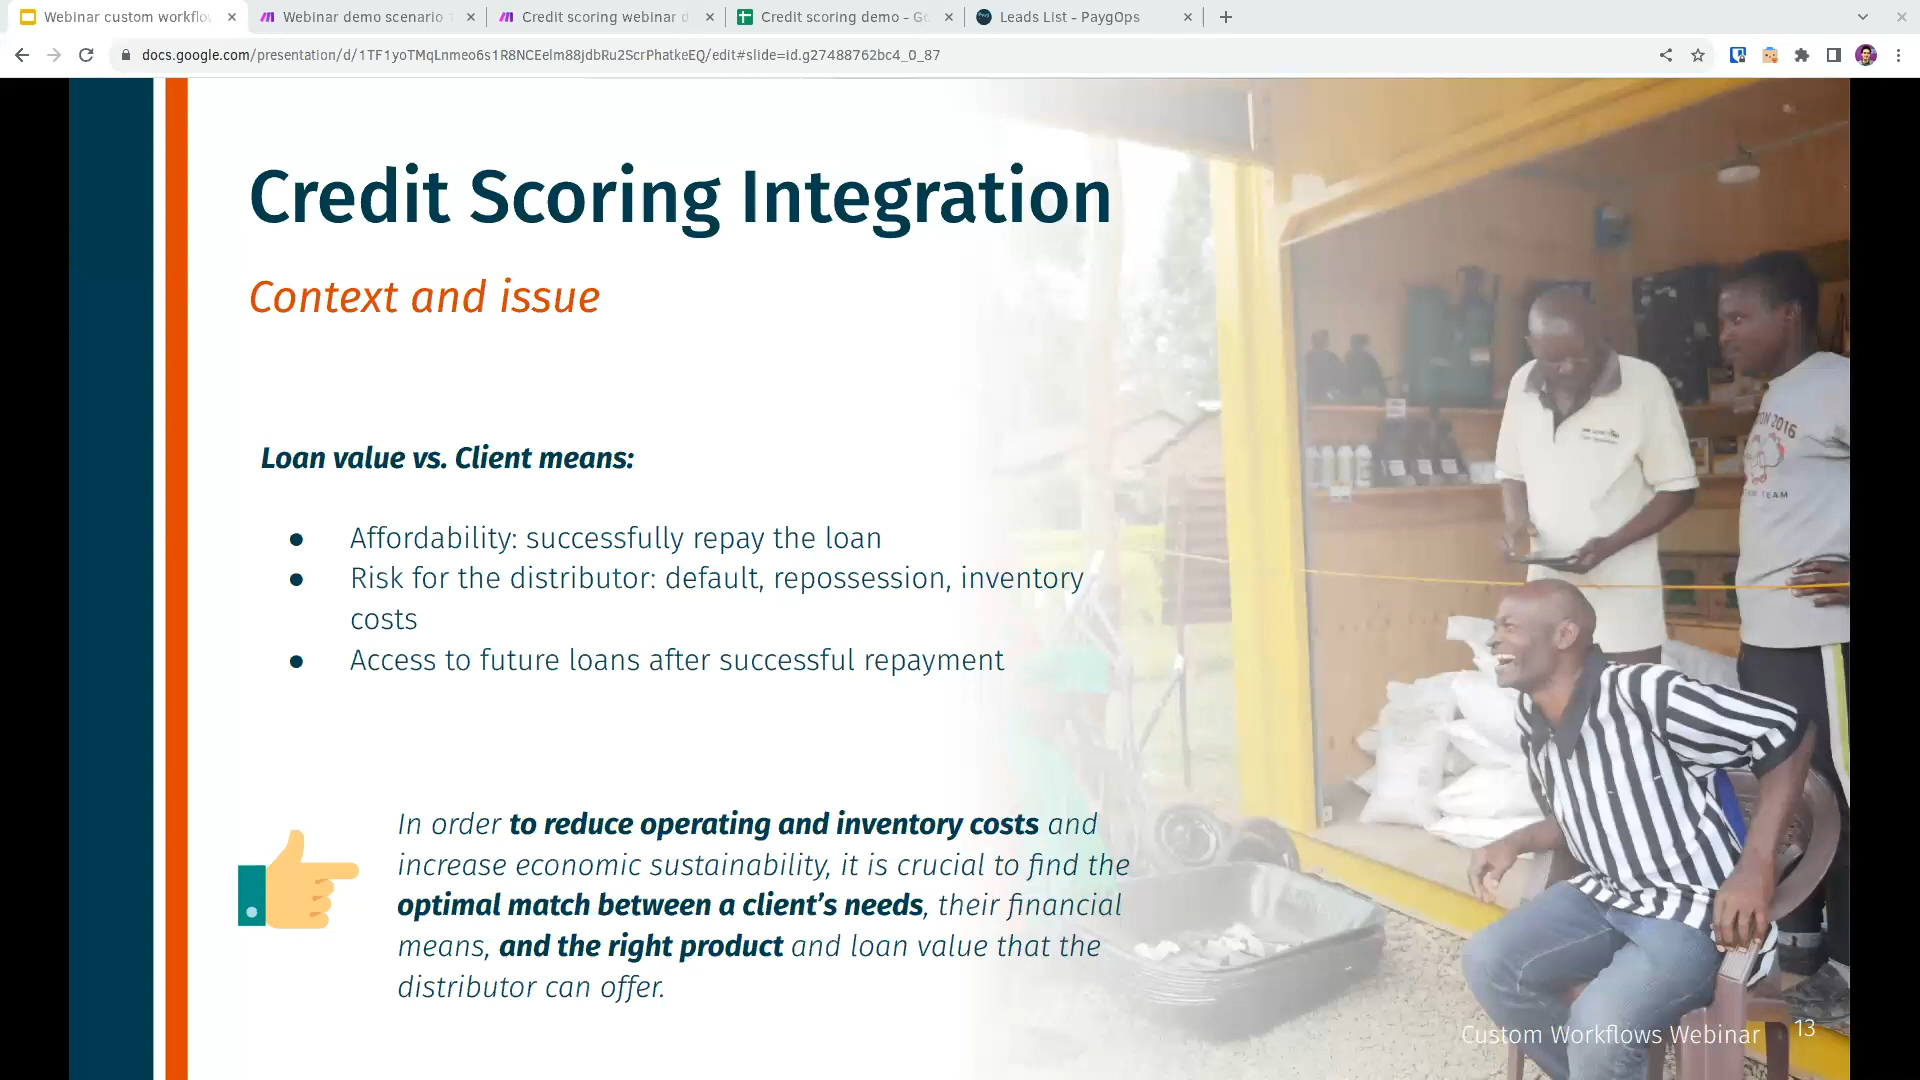 Webinar custom workflo
Webinar demo scenario
Credit scoring webinar d
Credit scoring demo - Go
Leads List - PaygOps
docs.google.com/presentation/d/1TF1yoTMqLnmeo6s1R8NCEelm88jdbRu2ScrPhatkeEQ/edit#slide=id.g27488762bc4_0_87
Credit Scoring Integration
Context and issue
Loan value vs. Client means:
● Affordability: successfully repay the loan
● Risk for the distributor: default, repossession, inventory
costs
● Access to future loans after successful repayment
In order to reduce operating and inventory costs and
increase economic sustainability, it is crucial to find the
optimal match between a client’s needs, their financial
means, and the right product and loan value that the
distributor can offer.
2016
TEAM
Custom Workflows Webinar
13